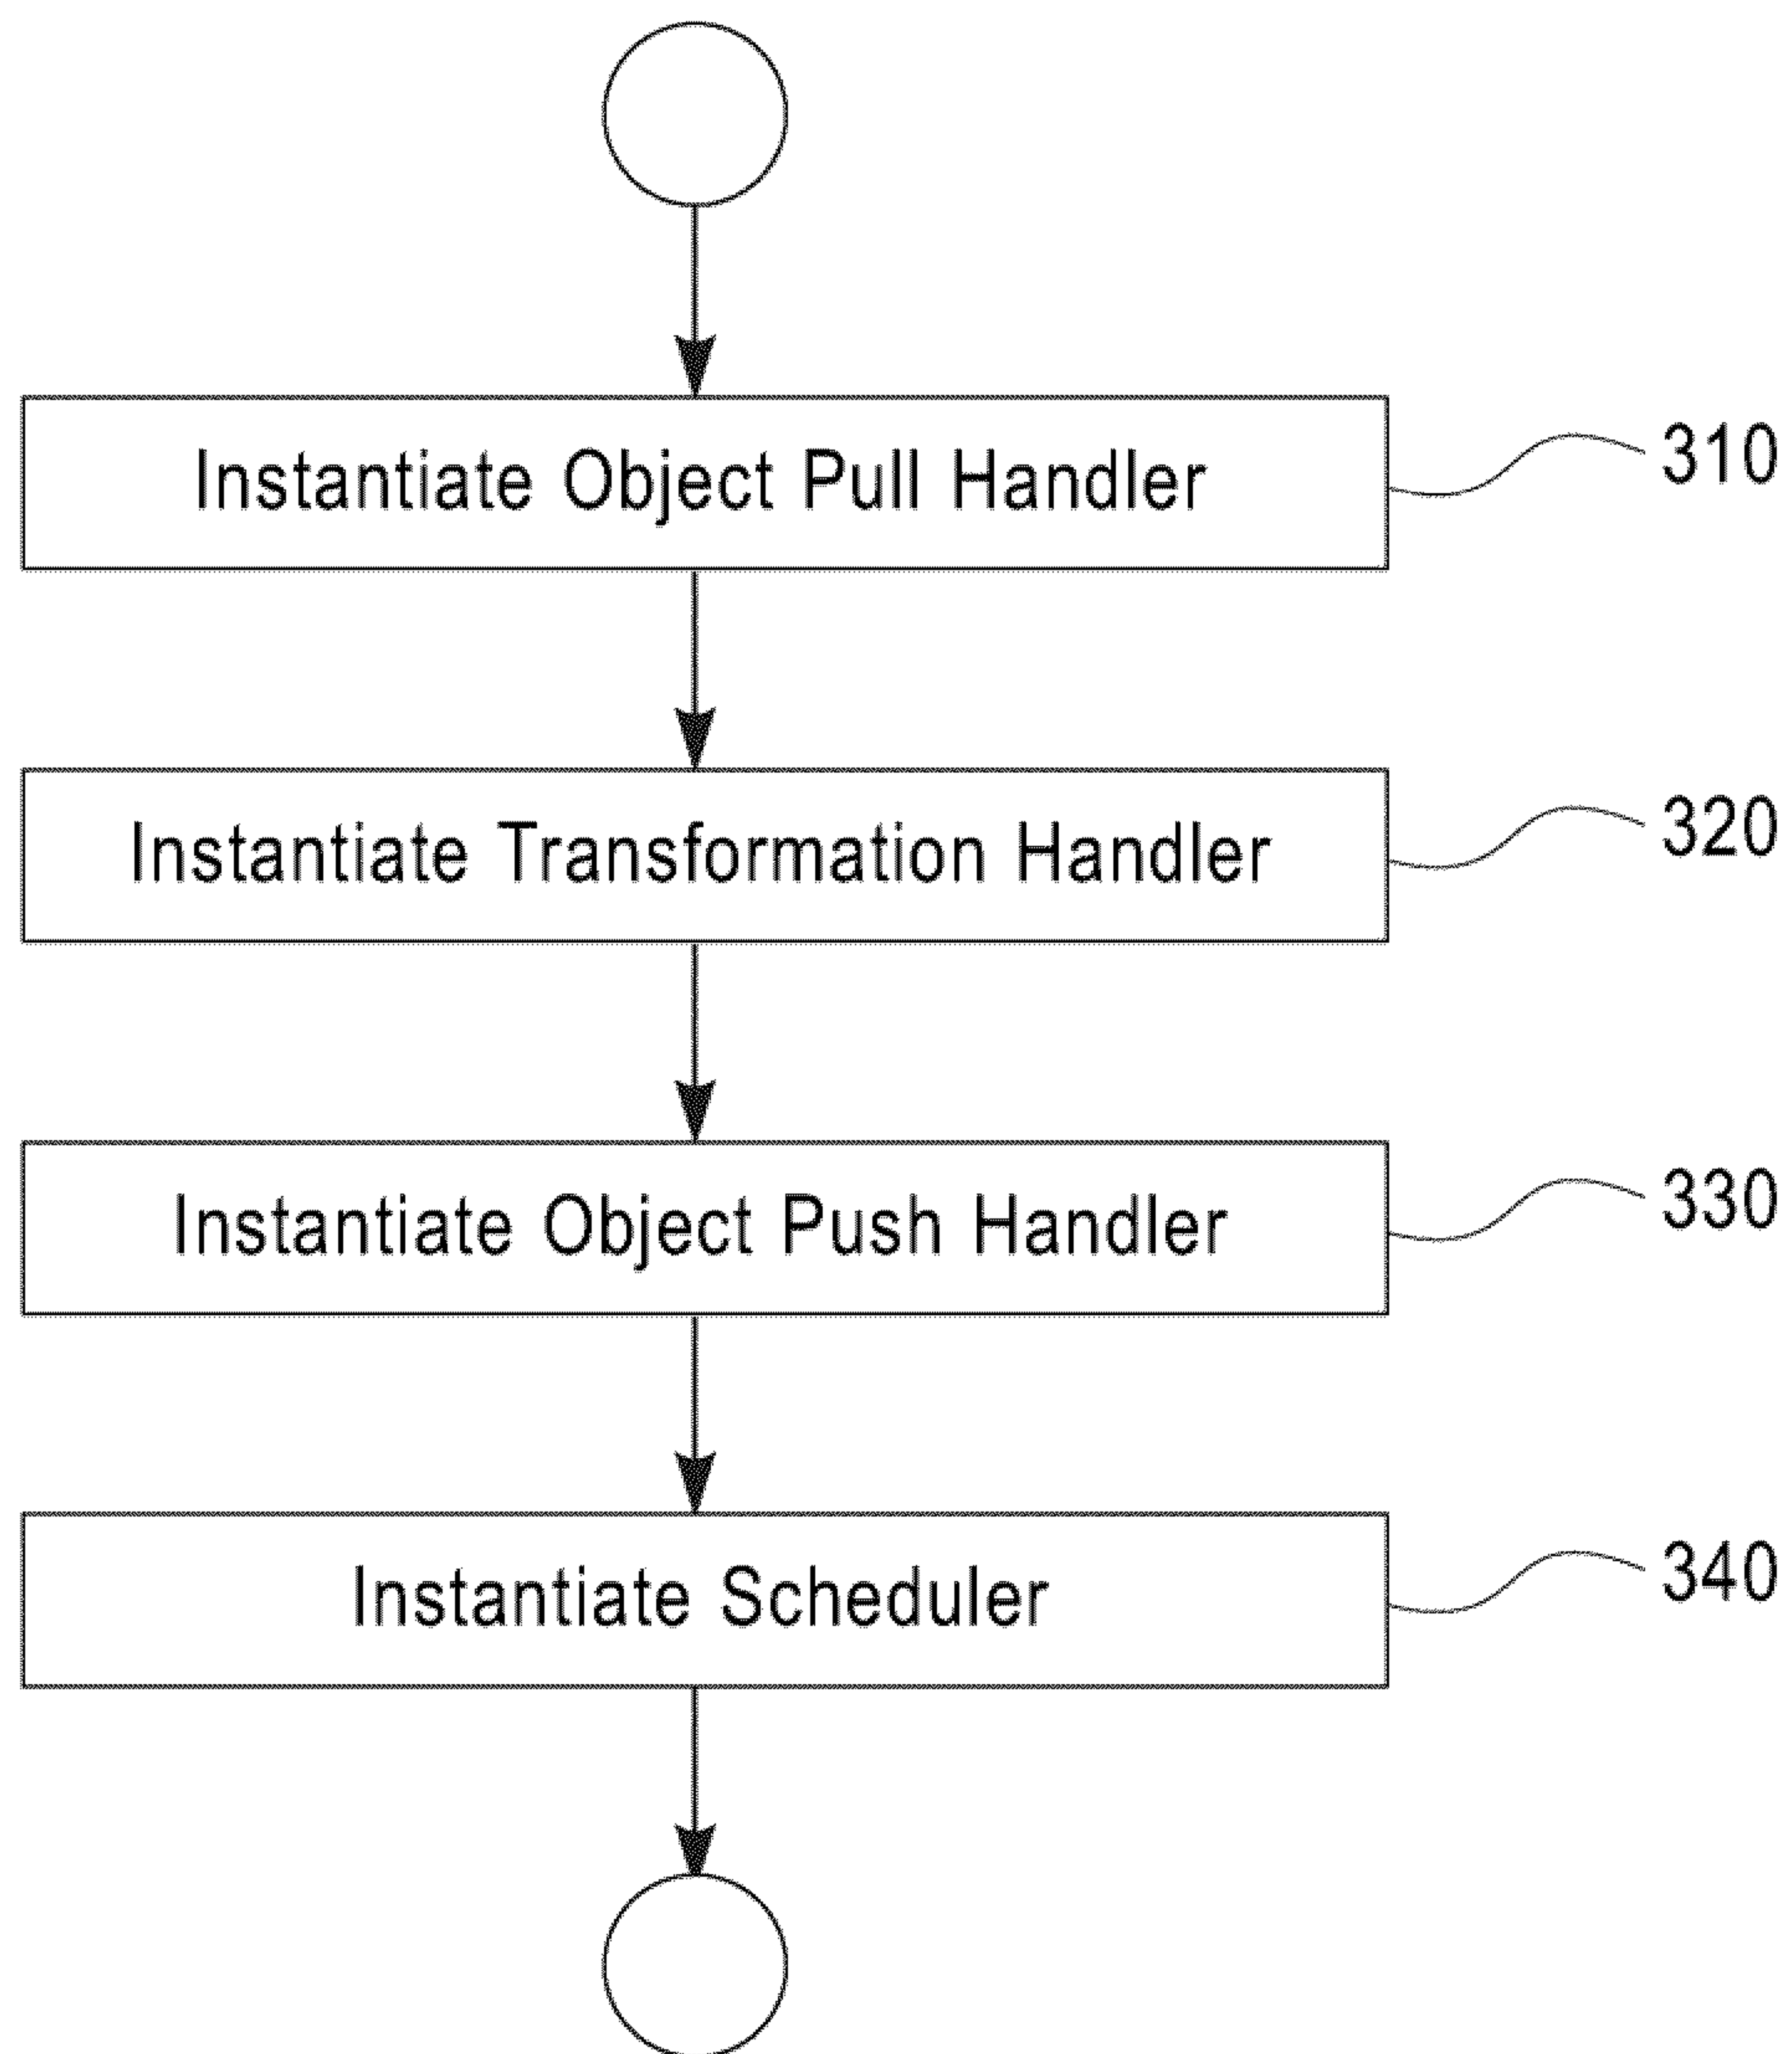 Instantiate Object Pull Handler 310
Instantiate Transformation Handler 320
Instantiate Object Push Handler 330
Instantiate Scheduler 340